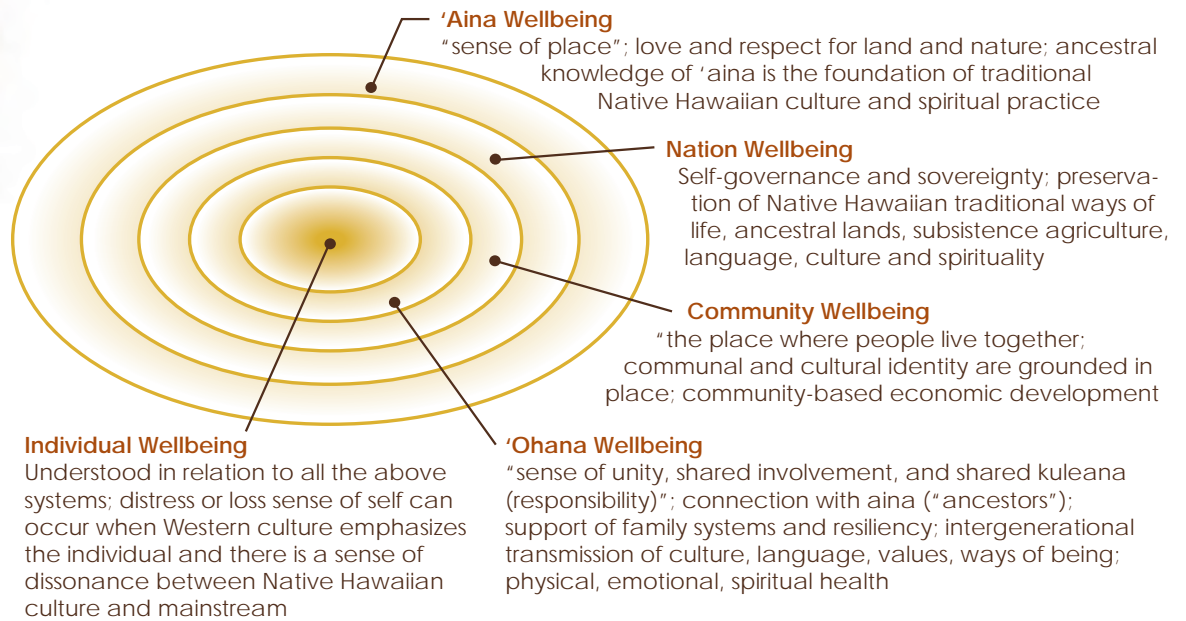 ‘Aina Wellbeing
“sense of place”; love and respect for land and nature; ancestral
knowledge of ‘aina is the foundation of traditional
Native Hawaiian culture and spiritual practice
Nation Wellbeing
Self-governance and sovereignty; preserva-
tion of Native Hawaiian traditional ways of
life, ancestral lands, subsistence agriculture,
language, culture and spirituality
Community Wellbeing
“the place where people live together;
communal and cultural identity are grounded in
place; community-based economic development
‘Ohana Wellbeing
“sense of unity, shared involvement, and shared kuleana
(responsibility)”; connection with aina (“ancestors”);
support of family systems and resiliency; intergenerational
transmission of culture, language, values, ways of being;
physical, emotional, spiritual health
Individual Wellbeing
Understood in relation to all the above
systems; distress or loss sense of self can
occur when Western culture emphasizes
the individual and there is a sense of
dissonance between Native Hawaiian
culture and mainstream